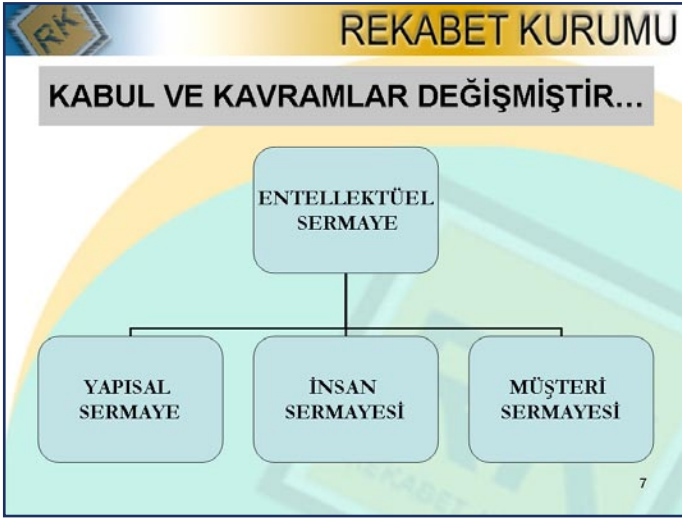 RK
REKABET KURUMU
KABUL VE KAVRAMLAR DEĞİŞMİŞTİR...
ENTELLEKTÜEL
SERMAYE
YAPISAL
SERMAYE
İNSAN
SERMAYESİ
MÜŞTERİ
SERMAYESİ
7